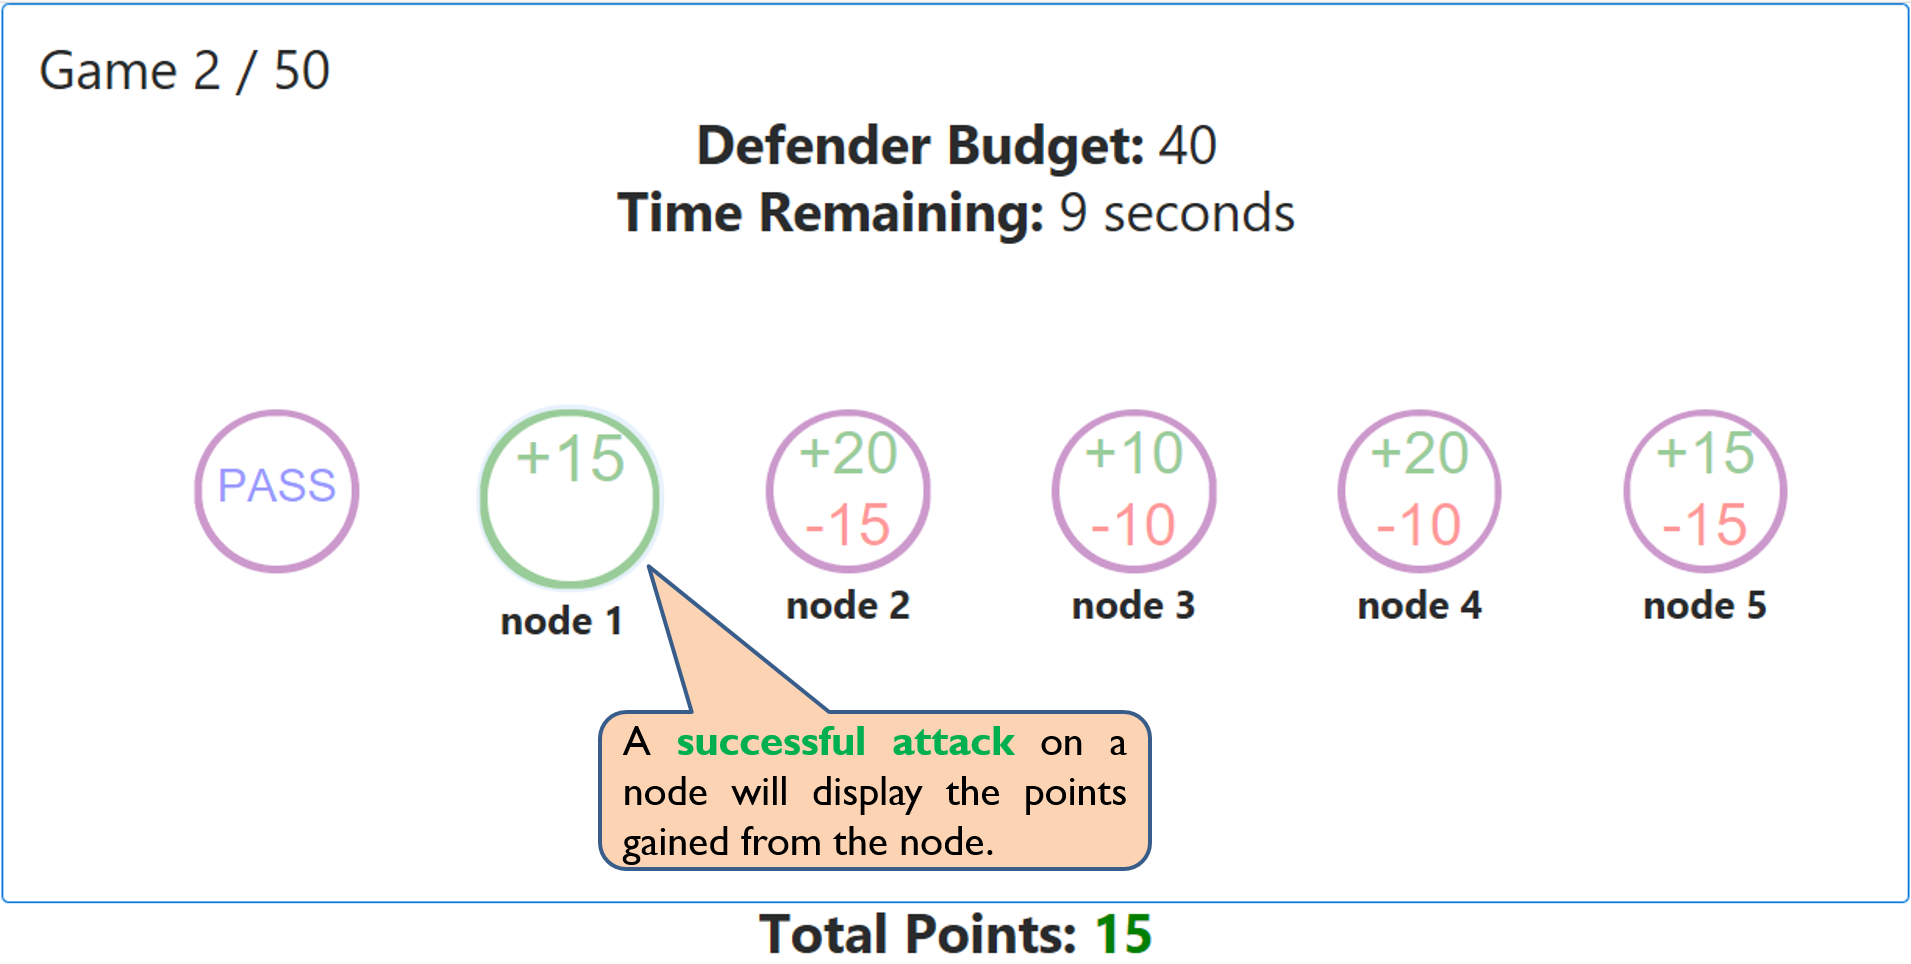 Game 2 / 50
Defender Budget: 40
Time Remaining: 9 seconds
PASS
+15
node 1
+20
-15
node 2
+10
-10
node 3
+20
-10
node 4
+15
-15
node 5
A successful attack on a
node will display the points
gained from the node.
Total Points: 15